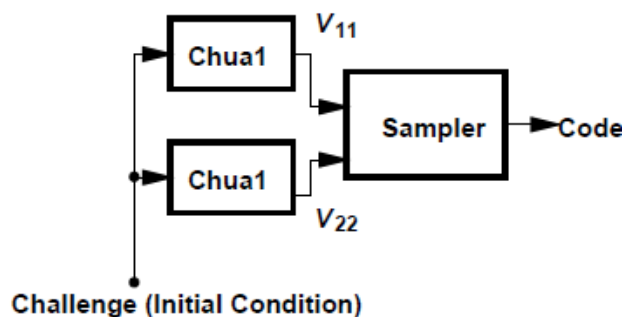 V11
Chua1
Sampler
Code
Chua1
V22
Challenge (Initial Condition)